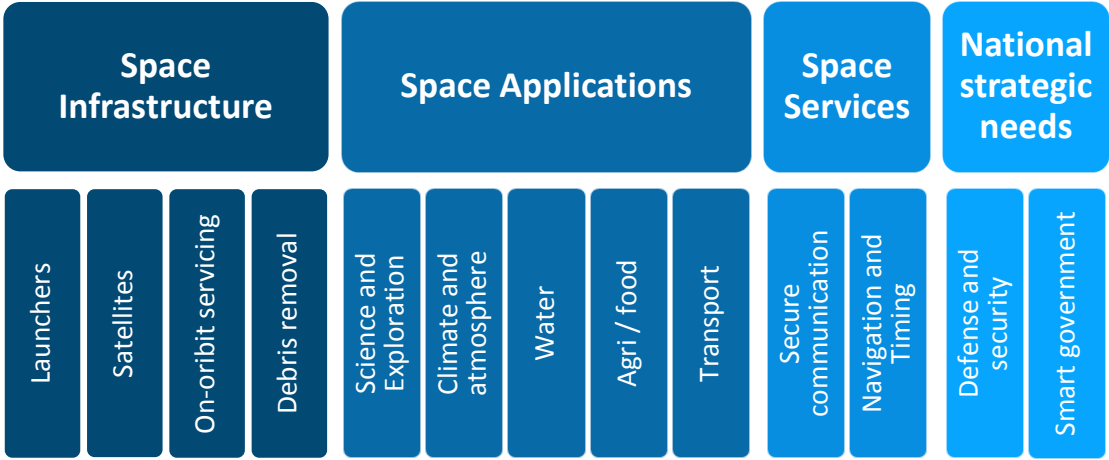 Space
Infrastructure
Space Applications
Space
Services
National
strategic
needs
Launchers
Satellites
On-oribit servicing
Debris removal
Science and
Exploration
Climate and
atmosphere
Water
Agri / food
Transport
Secure
communication
Navigation and
Timing
Defense and
security
Smart government